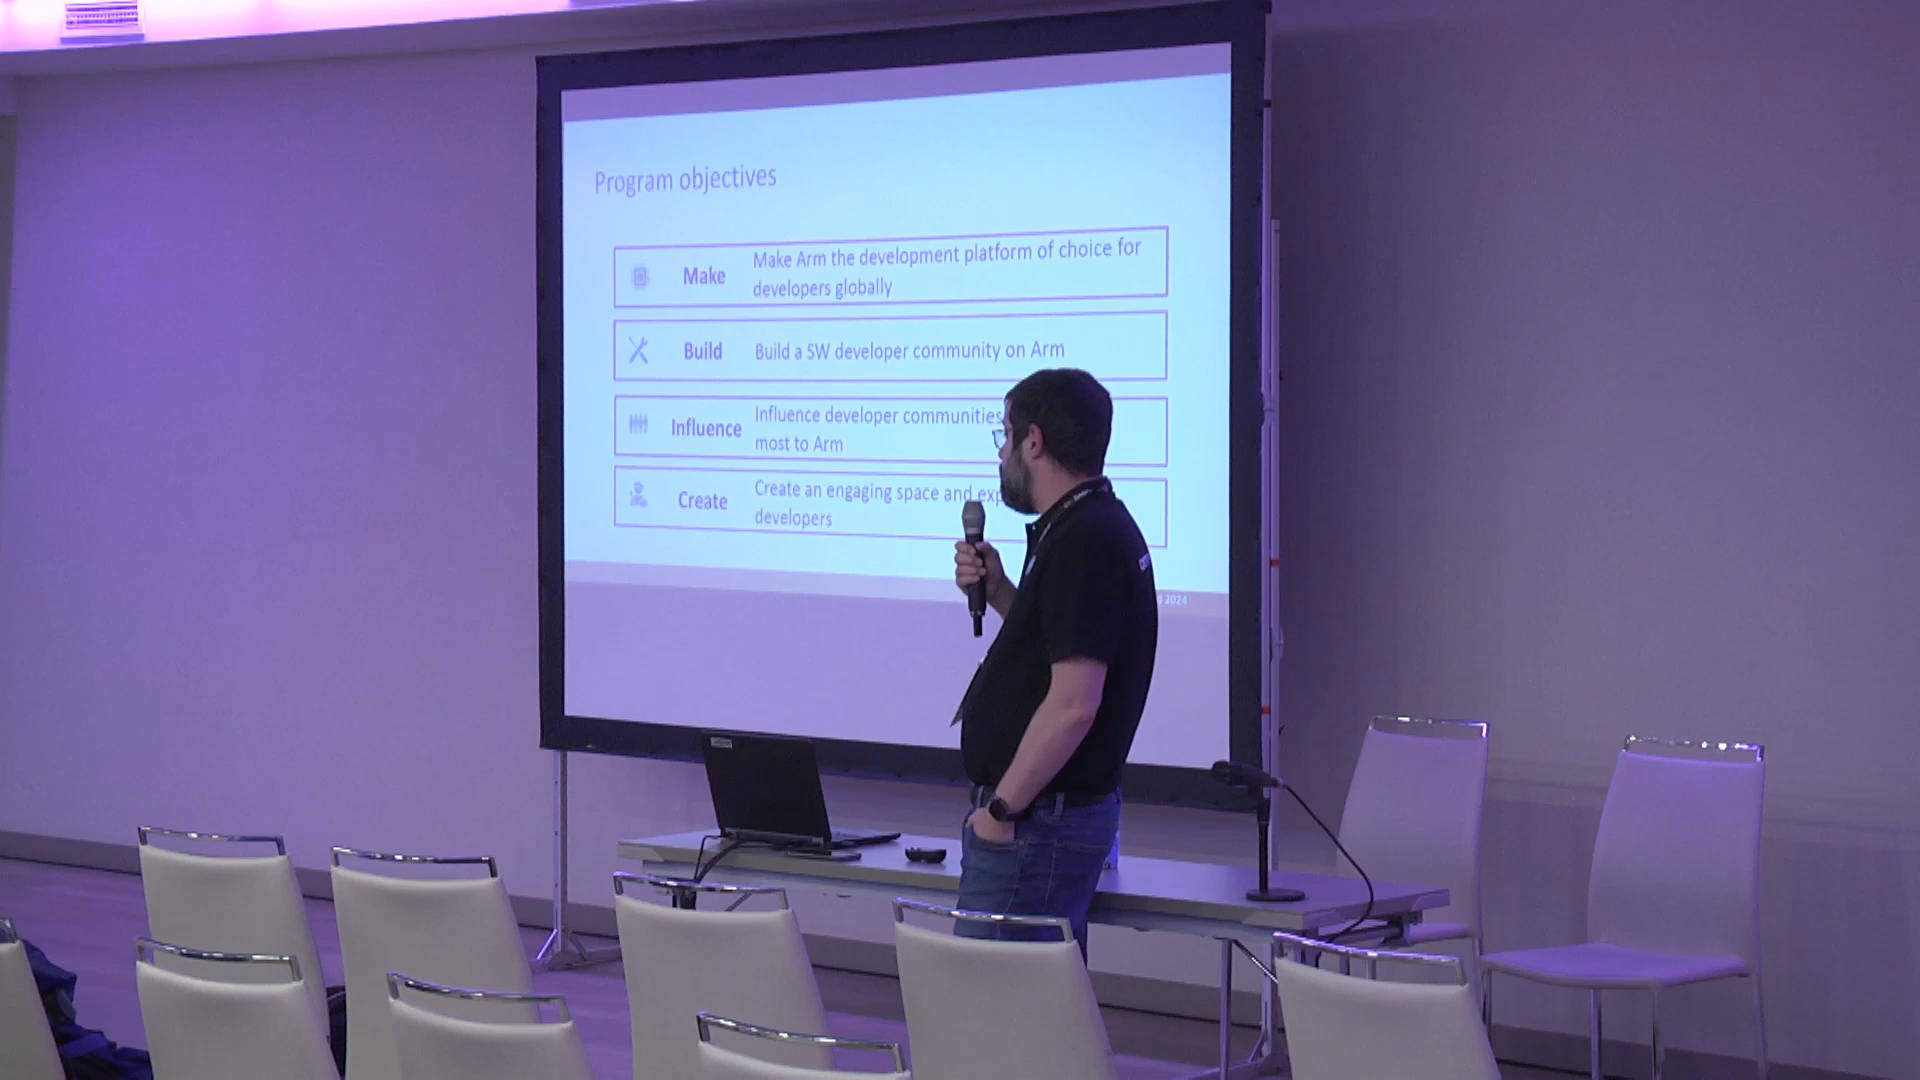 Program objectives
Make
Make Arm the development platform of choice for
developers globally
Build
Build a SW developer community on Arm
Influence
Influence developer communities
most to Arm
Create
Create an engaging space and
developers
2024